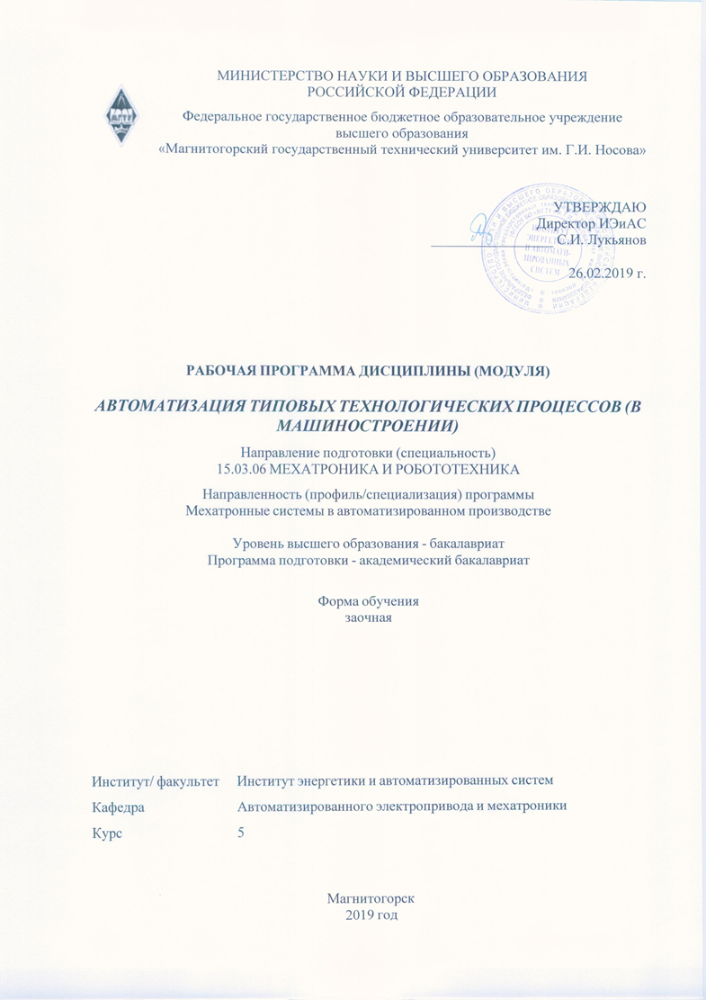 МИНИСТЕРСТВО НАУКИ И ВЫСШЕГО ОБРАЗОВАНИЯ
РОССИЙСКОЙ ФЕДЕРАЦИИ
Федеральное государственное бюджетное образовательное учреждение
высшего образования
«Магнитогорский государственный технический университет им. Г.И. Носова»
УТВЕРЖДАЮ
Директор ИЭиАС
С.И. Лукьянов
26.02.2019 г.
ЭНЕРГЕТИКИ
И АВТОМАТИ-
ЗИРОВАННЫХ
СИСТЕМ
РАБОЧАЯ ПРОГРАММА ДИСЦИПЛИНЫ (МОДУЛЯ)
АВТОМАТИЗАЦИЯ ТИПОВЫХ ТЕХНОЛОГИЧЕСКИХ ПРОЦЕССОВ (В
МАШИНОСТРОЕНИИ)
Направление подготовки (специальность)
15.03.06 МЕХАТРОНИКА И РОБОТОТЕХНИКА
Направленность (профиль/специализация) программы
Мехатронные системы в автоматизированном производстве
Уровень высшего образования - бакалавриат
Программа подготовки - академический бакалавриат
Форма обучения
заочная
Институт/ факультет Институт энергетики и автоматизированных систем
Кафедра Автоматизированного электропривода и мехатроники
Курс 5
Магнитогорск
2019 год